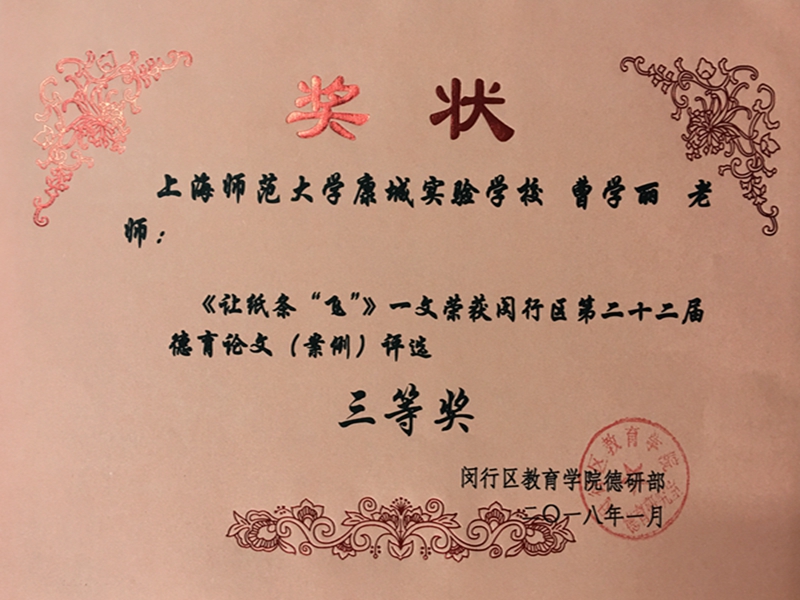 奖状
上海师范大学康城实验学校 曹学丽 老
师：
《让纸条“飞”》一文荣获闵行区第二十二届
德育论文（案例）评选
三等奖
闵行区教育学院德研部
二〇一八年一月